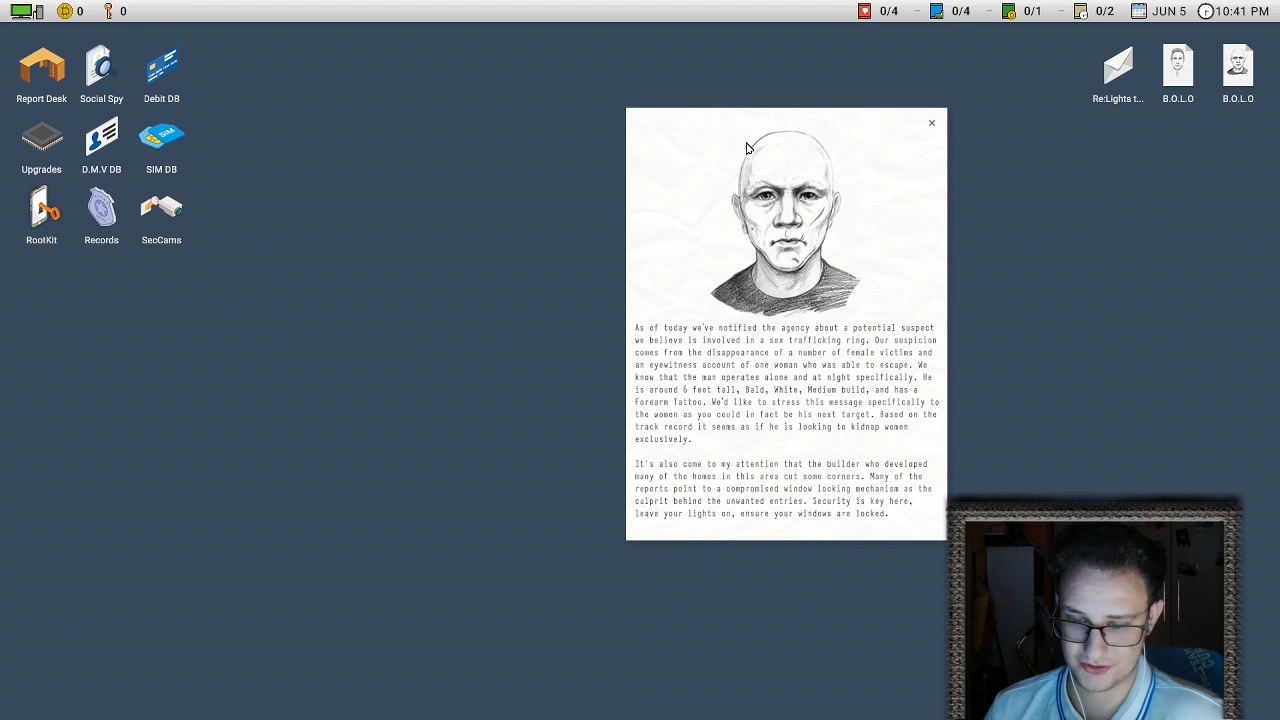 0 0 0/4 0/4 0/1 0/2 JUN 5 10:41 PM
Report Desk Social Spy Debit DB Re:Lights t... B.O.L.O B.O.L.O
Upgrades D.M.V DB SIM DB
RootKit Records SecCams
As of today we've notified the agency about a potential suspect
we believe is involved in a sex trafficking ring. Our suspicion
comes from the disappearance of a number of female victims and
an eyewitness account of one woman who was able to escape. We
know that the man operates alone and at night specifically. He
is around 6 feet tall, Bald, White, Medium build, and has a
Forearm Tattoo. We'd like to stress this message specifically to
the women as you could in fact be his next target. Based on the
track record it seems as if he is looking to kidnap women
exclusively.
It's also come to my attention that the builder who developed
many of the homes in this area cut some corners. Many of the
reports point to a compromised window locking mechanism as the
culprit behind the unwanted entries. Security is key here,
leave your lights on, ensure your windows are locked.